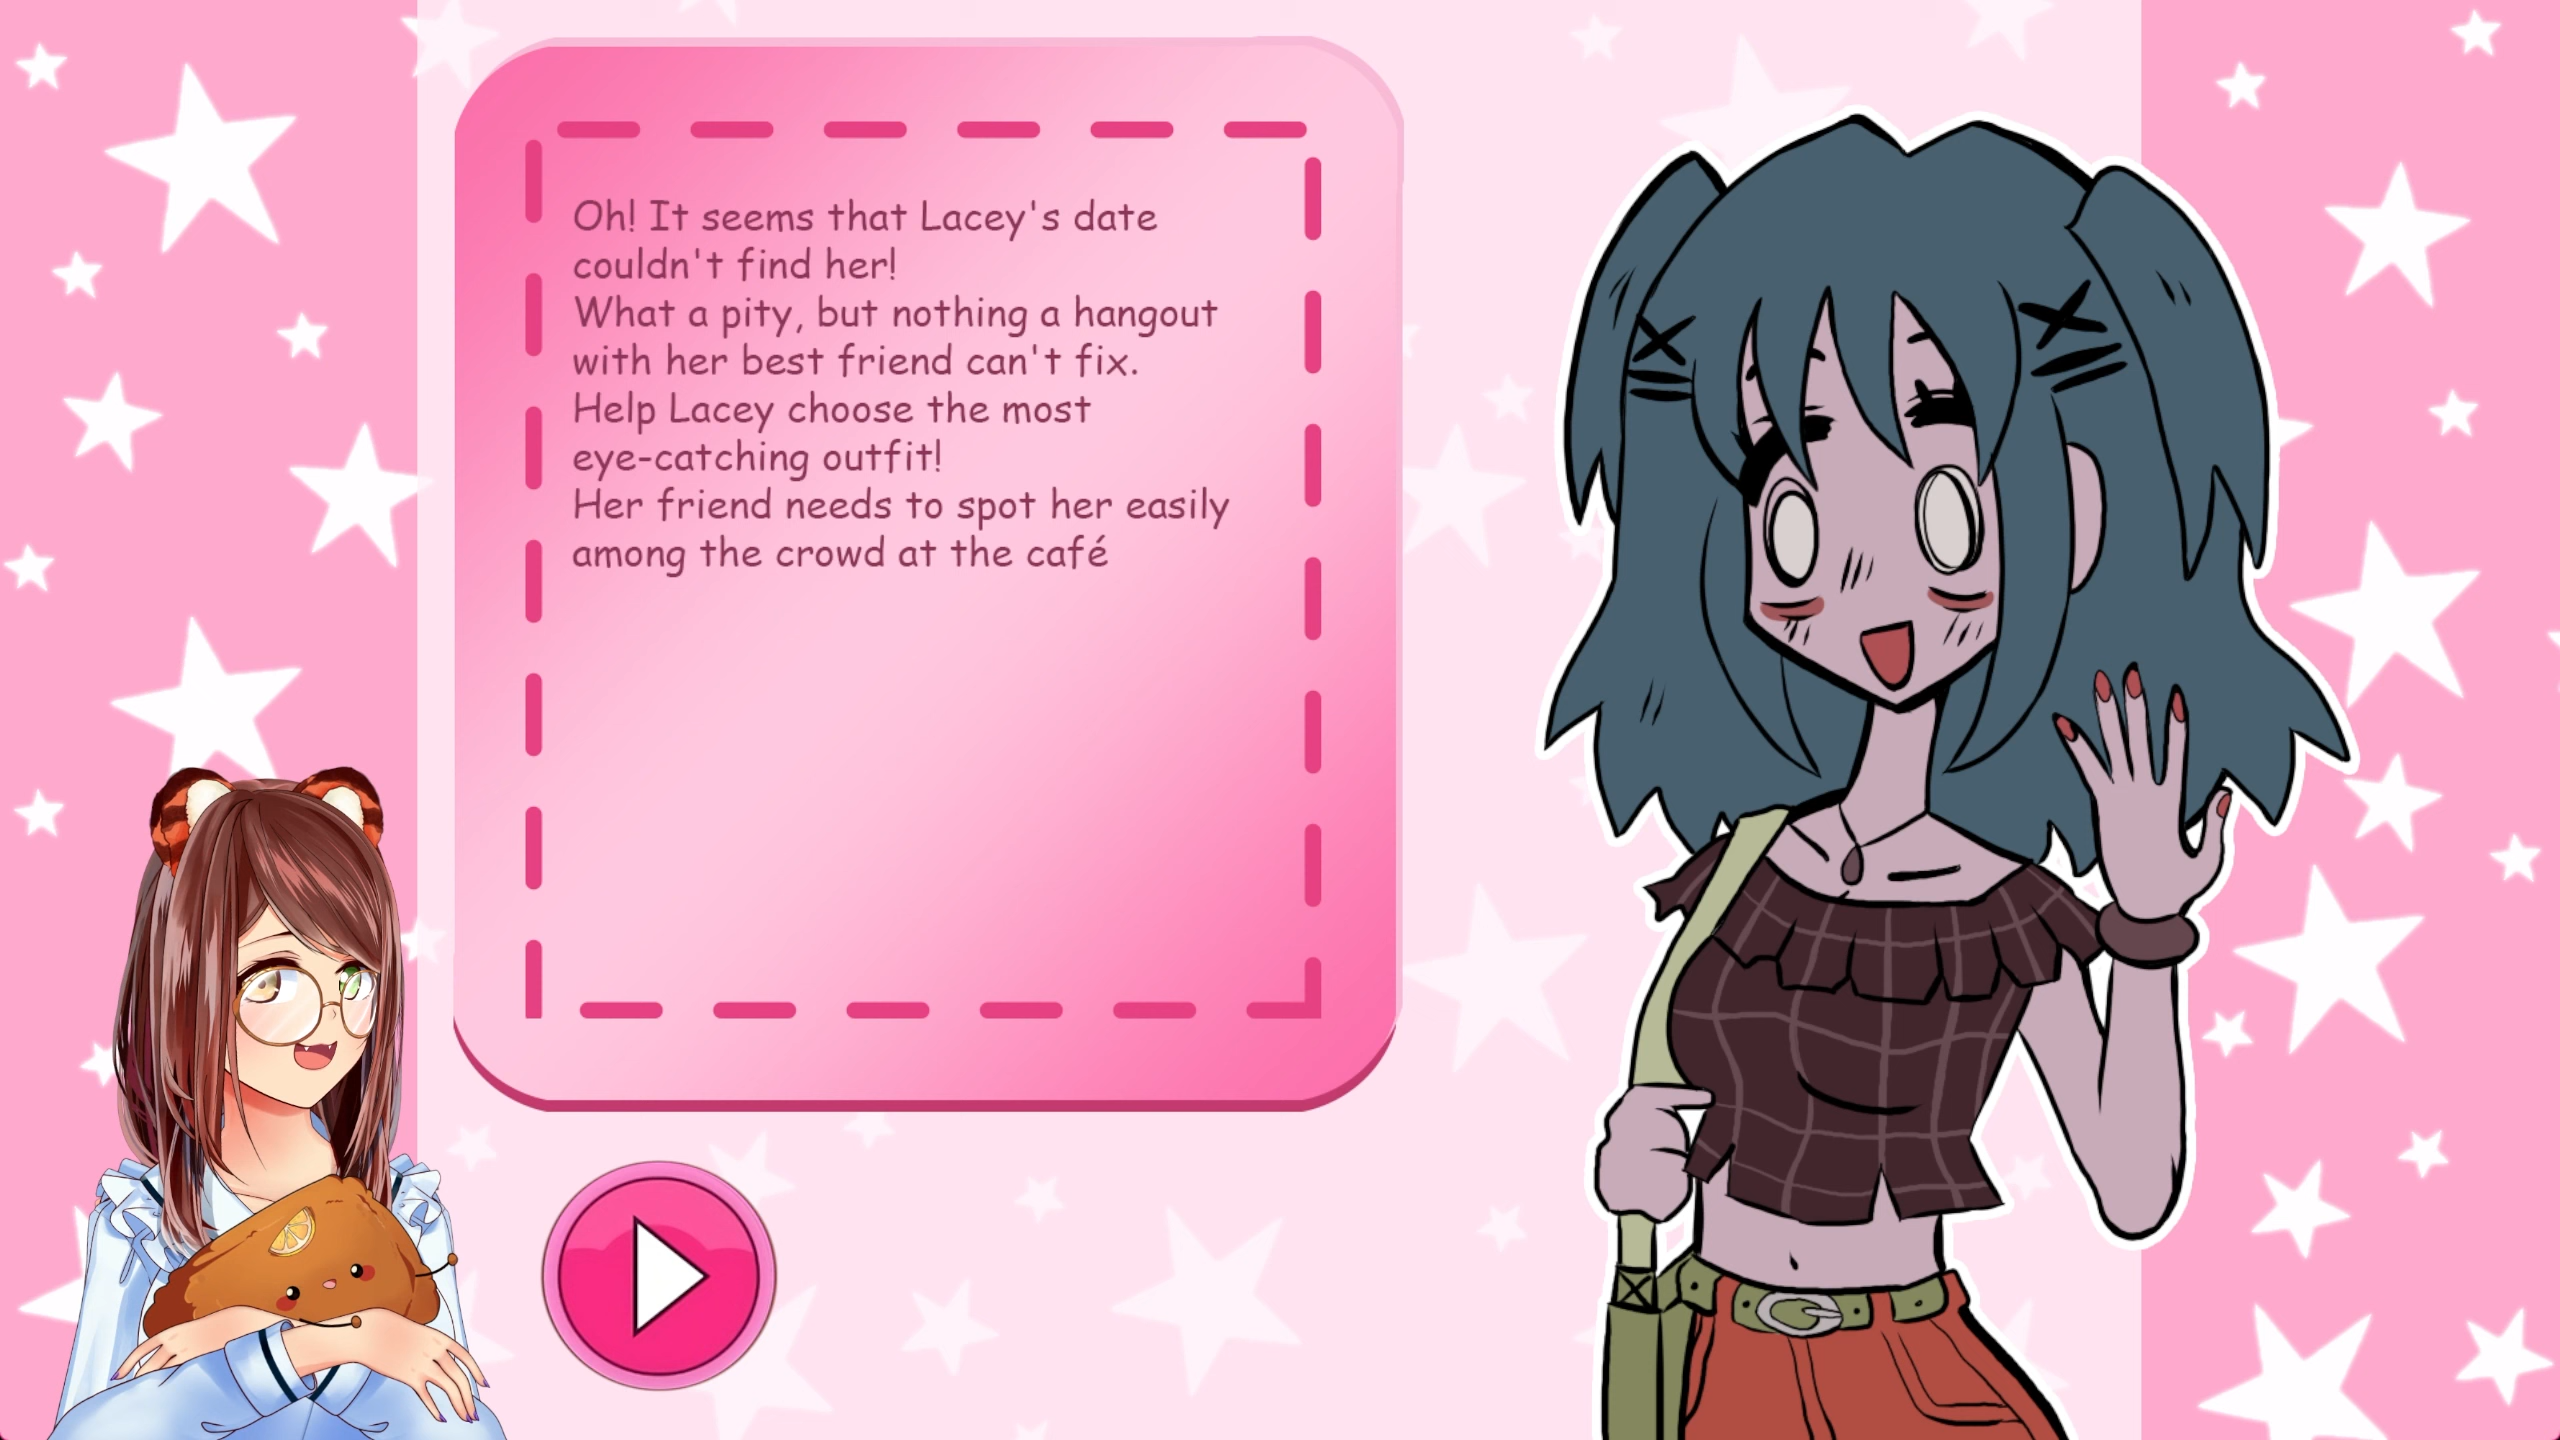 Oh! It seems that Lacey's date
couldn't find her!
What a pity, but nothing a hangout
with her best friend can't fix.
Help Lacey choose the most
eye-catching outfit!
Her friend needs to spot her easily
among the crowd at the café